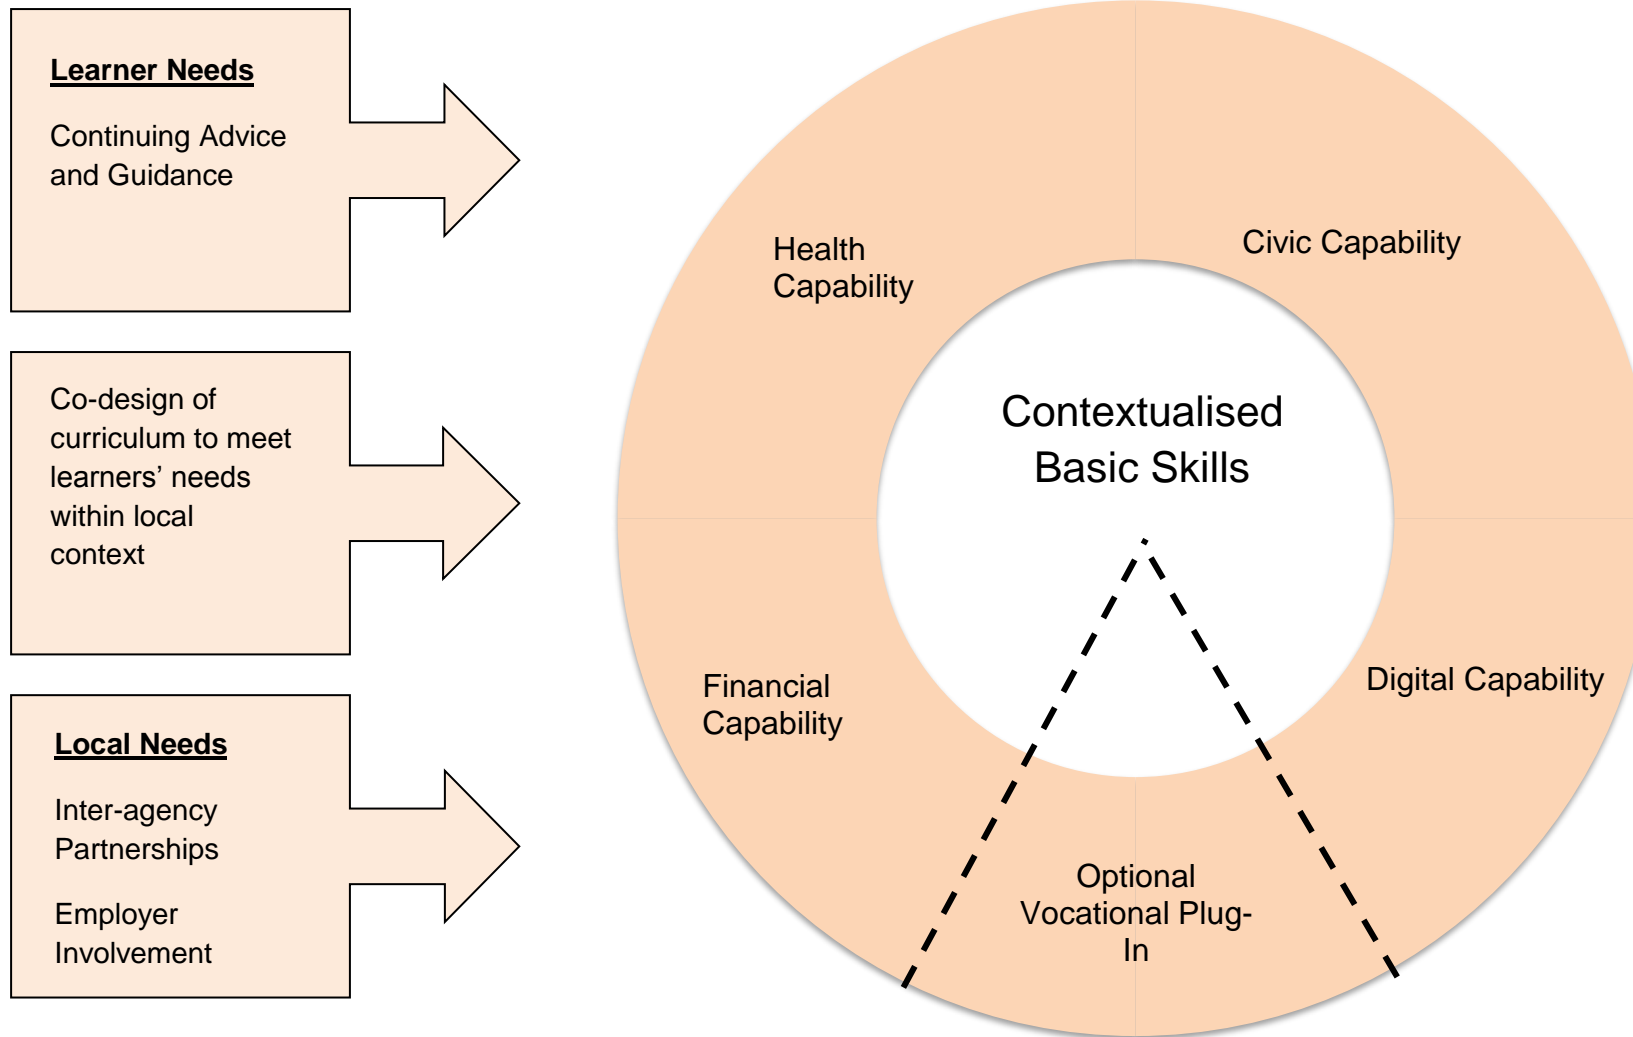 Learner Needs
Continuing Advice
and Guidance
Co-design of
curriculum to meet
learners’ needs
within local
context
Local Needs
Inter-agency
Partnerships
Employer
Involvement
Health
Capability
Civic Capability
Contextualised
Basic Skills
Financial
Capability
Digital Capability
Optional
Vocational Plug-
In